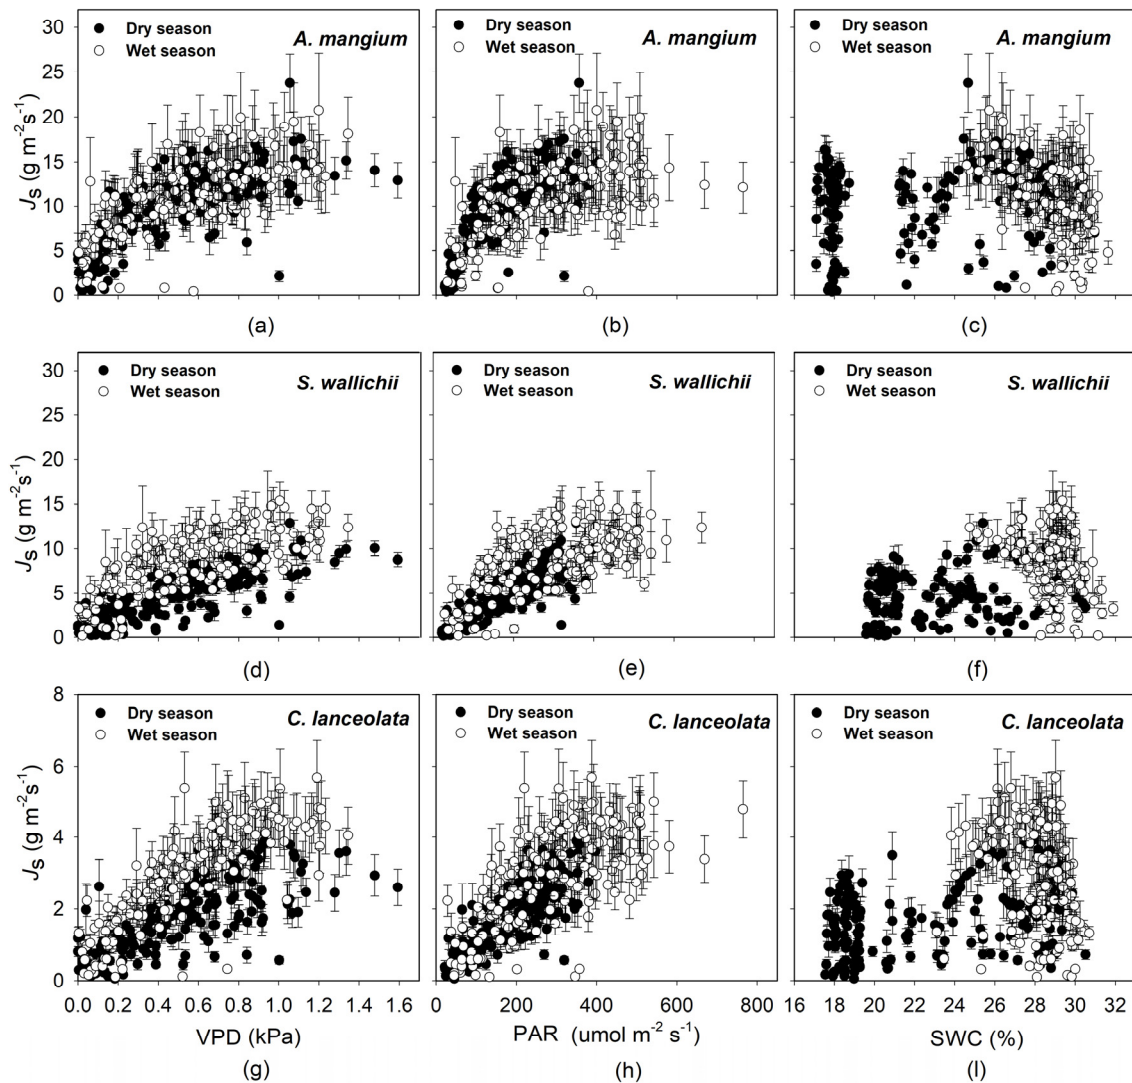 30
25
20
15
10
5
0
J_s (g m⁻²s⁻¹)
Dry season
Wet season
A. mangium
(a)
Dry season
Wet season
A. mangium
(b)
Dry season
Wet season
A. mangium
(c)
30
25
20
15
10
5
0
J_s (g m⁻²s⁻¹)
Dry season
Wet season
S. wallichii
(d)
Dry season
Wet season
S. wallichii
(e)
Dry season
Wet season
S. wallichii
(f)
8
6
4
2
0
J_s (g m⁻²s⁻¹)
Dry season
Wet season
C. lanceolata
0.0 0.2 0.4 0.6 0.8 1.0 1.2 1.4 1.6
VPD (kPa)
(g)
Dry season
Wet season
C. lanceolata
0 200 400 600 800
PAR (umol m⁻² s⁻¹)
(h)
Dry season
Wet season
C. lanceolata
16 18 20 22 24 26 28 30 32
SWC (%)
(l)